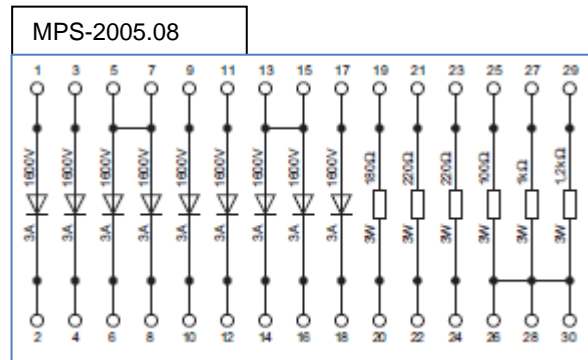 MPS-2005.08
1 3 5 7 9 11 13 15 17 19 21 23 25 27 29
1600V 1600V 1600V 1600V 1600V 1600V 1600V 1600V 1600V 180Ω 220Ω 220Ω 100Ω 1kΩ 1,2kΩ
3A 3A 3A 3A 3A 3A 3A 3A 3A 3W 3W 3W 3W 3W 3W
2 4 6 8 10 12 14 16 18 20 22 24 26 28 30